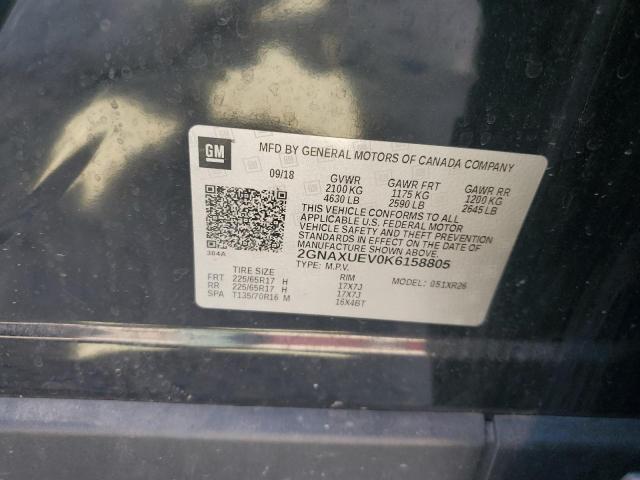 GM MFD BY GENERAL MOTORS OF CANADA COMPANY
09/18 GVWR GAWR FRT GAWR RR
2100 KG 1175 KG 1200 KG
4630 LB 2590 LB 2645 LB
THIS VEHICLE CONFORMS TO ALL
APPLICABLE U.S. FEDERAL MOTOR
VEHICLE SAFETY AND THEFT
PREVENTION STANDARDS IN
EFFECT ON THE DATE OF
MANUFACTURE SHOWN ABOVE.
2GNAXUEV0K6158805
384A TYPE: M.P.V. MODEL: 051XR26
TIRE SIZE RIM
FRT 225/65R17 H 17X7J
RR 225/65R17 H 17X7J
SPA T135/70R16 M 16X4BT